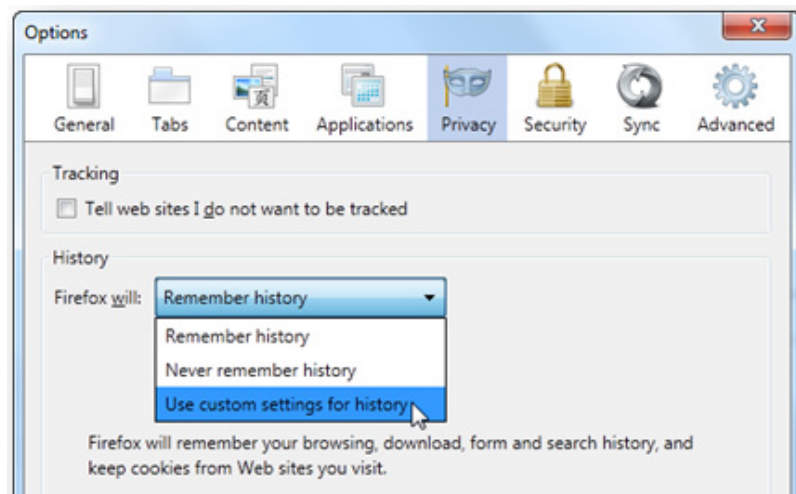 Options
General Tabs Content Applications Privacy Security Sync Advanced
Tracking
Tell web sites I do not want to be tracked
History
Firefox will: Remember history
Remember history
Never remember history
Use custom settings for history
Firefox will remember your browsing, download, form and search history, and
keep cookies from Web sites you visit.